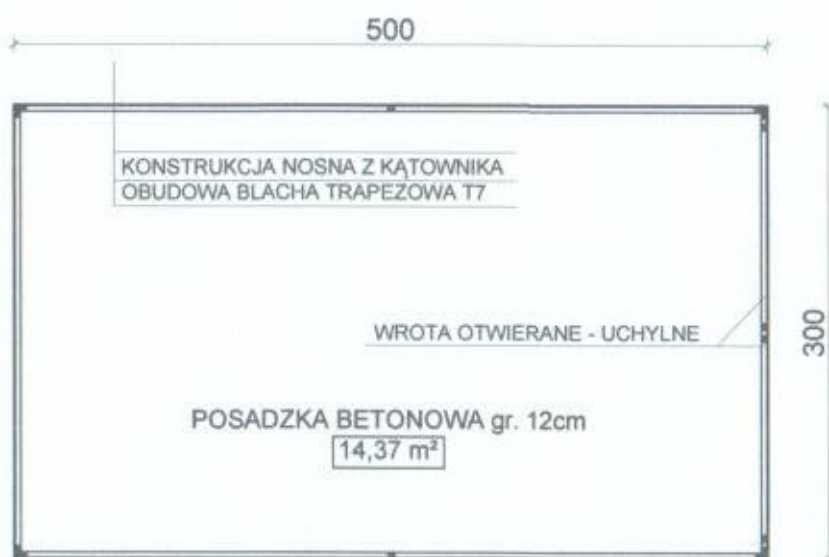 500
KONSTRUKCJA NOSNA Z KĄTOWNIKA
OBUDOWA BLACHA TRAPEZOWA T7
WROTA OTWIERANE - UCHYLNE
300
POSADZKA BETONOWA gr. 12cm
14,37 m²